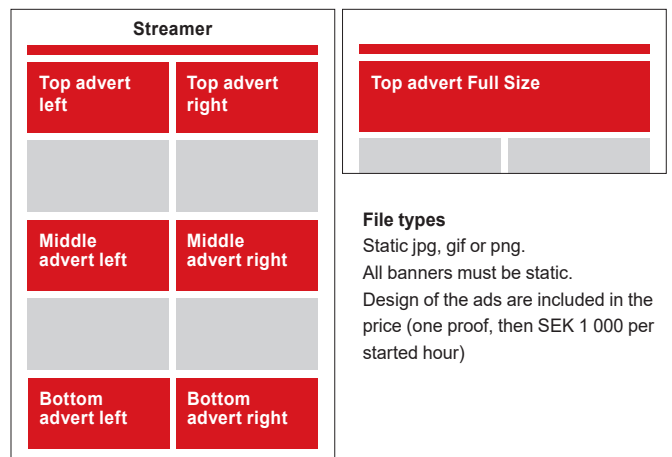 Streamer
Top advert
left
Top advert
right
Middle
advert left
Middle
advert right
Bottom
advert left
Bottom
advert right
Top advert Full Size
File types
Static jpg, gif or png.
All banners must be static.
Design of the ads are included in the
price (one proof, then SEK 1 000 per
started hour)